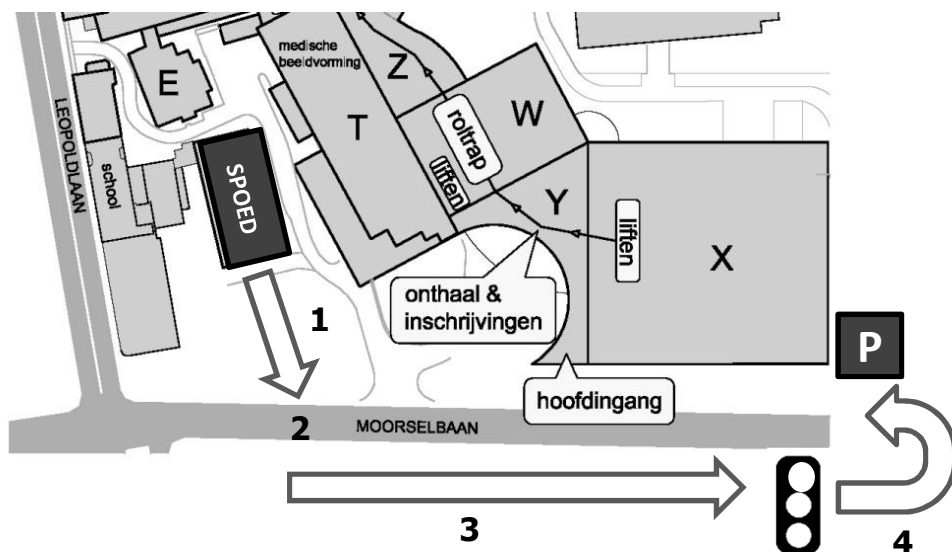 medische
beeldvorming
Z
E
W
T
roltrap
LEOPOLDLAAN
school
SPOED
liften
Y
liften
X
onthaal &
inschrijvingen
1
P
hoofdingang
2
MOORSELBAAN
3
4